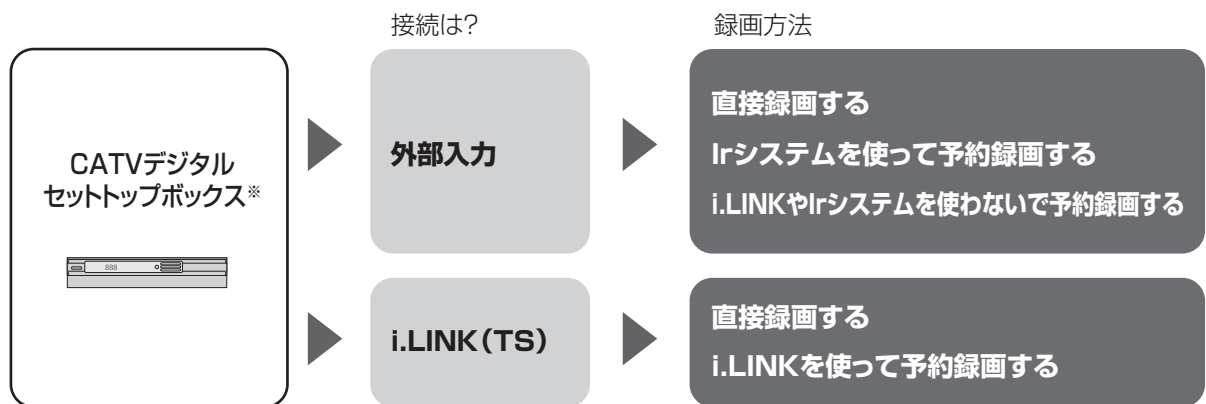 接続は?
録画方法
CATVデジタル
セットトップボックス※
888
外部入力
直接録画する
Irシステムを使って予約録画する
i.LINKやIrシステムを使わないで予約録画する
i.LINK(TS)
直接録画する
i.LINKを使って予約録画する